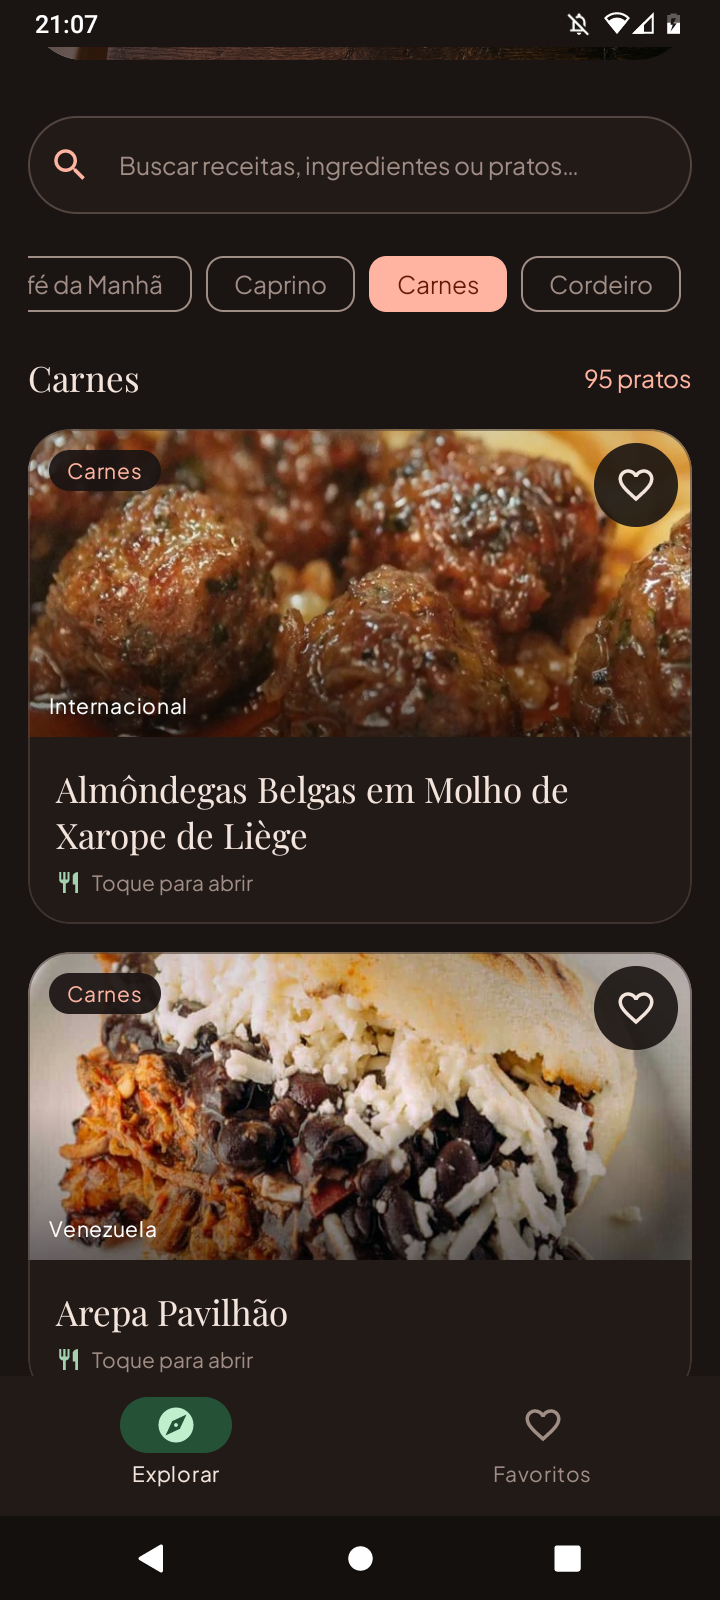 21:07
Buscar receitas, ingredientes ou pratos...
fé da Manhã
Caprino
Carnes
Cordeiro
Carnes
95 pratos
Carnes
Internacional
Almôndegas Belgas em Molho de
Xarope de Liège
Toque para abrir
Carnes
Venezuela
Arepa Pavilhão
Toque para abrir
Explorar
Favoritos